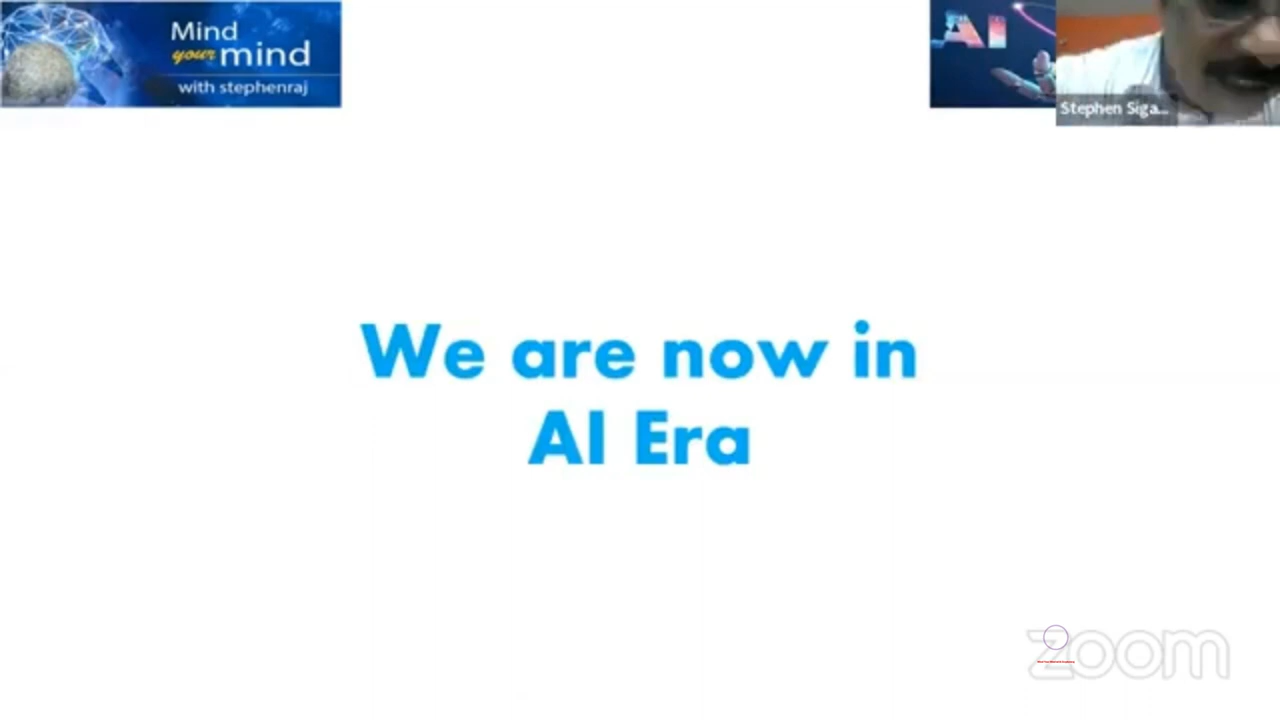 Mind
your mind
with stephenraj
AI
Stephen Siga...
We are now in
AI Era
zoom